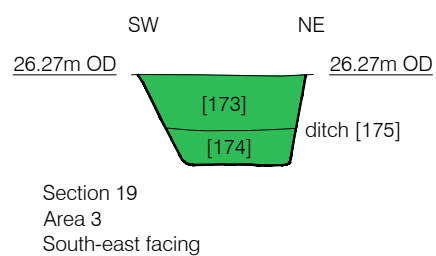 SW NE
26.27m OD 26.27m OD
[173]
ditch [175]
[174]
Section 19
Area 3
South-east facing